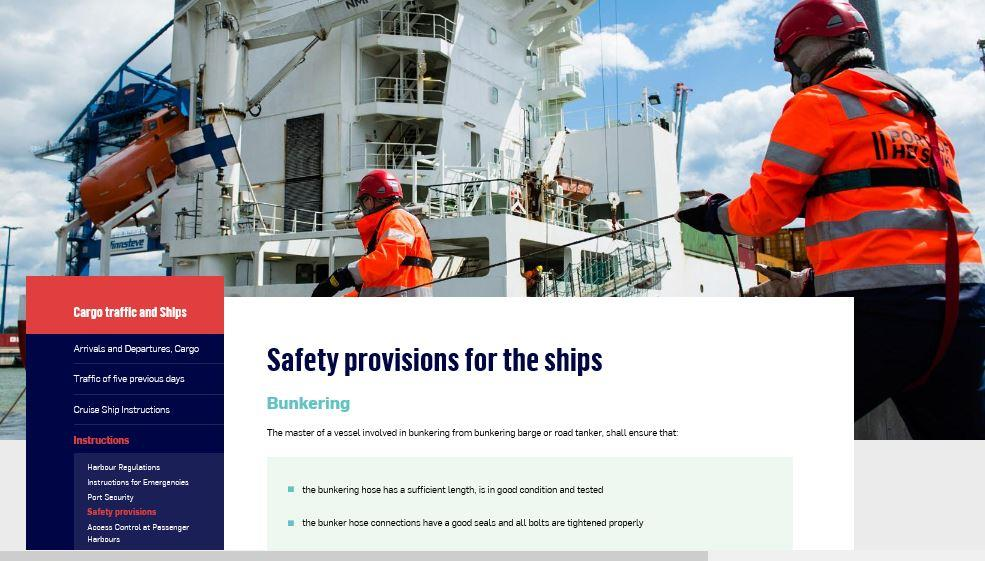 NMF
PORT
HELSIN
finnsteve
Cargo traffic and Ships
Arrivals and Departures, Cargo
Traffic of five previous days
Cruise Ship Instructions
Instructions
Harbour Regulations
Instructions for Emergencies
Port Security
Safety provisions
Access Control at Passenger
Harbours
Safety provisions for the ships
Bunkering
The master of a vessel involved in bunkering from bunkering barge or road tanker, shall ensure that:
the bunkering hose has a sufficient length, is in good condition and tested
the bunker hose connections have a good seals and all bolts are tightened properly